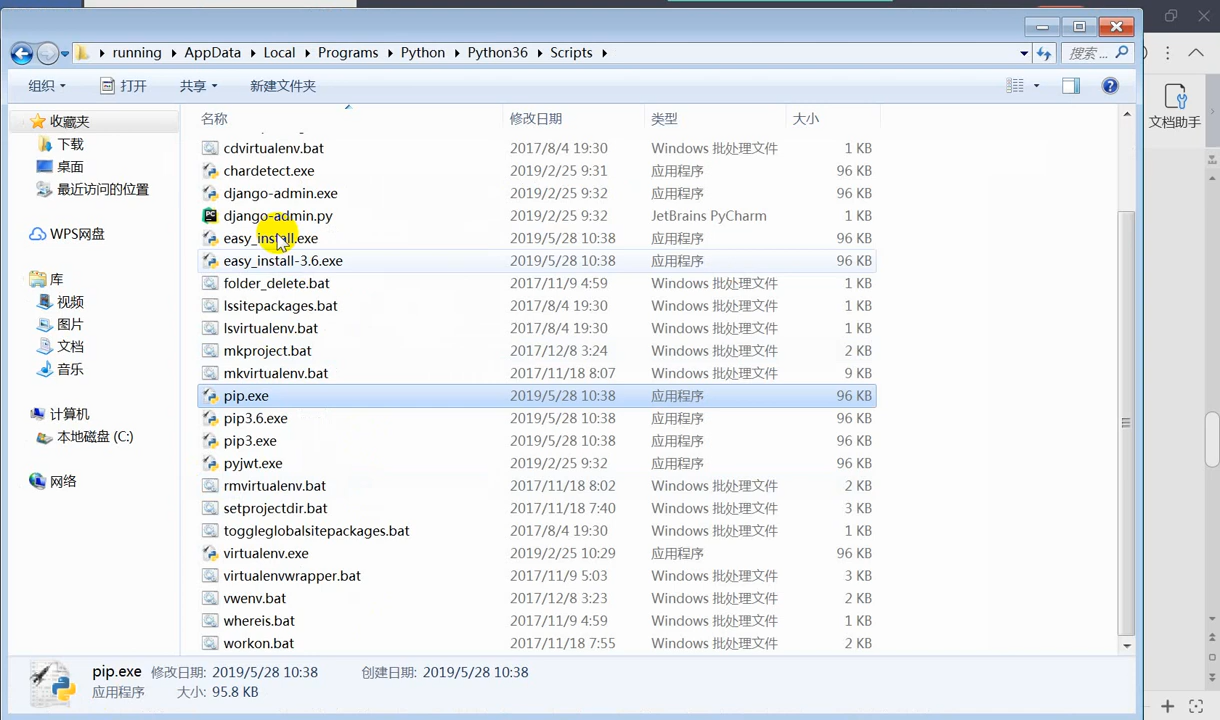 running AppData Local Programs Python Python36 Scripts 搜索 ...
组织 打开 共享 新建文件夹
文档助手
名称 修改日期 类型 大小
收藏夹
下载
桌面
最近访问的位置
WPS网盘
库
视频
图片
文档
音乐
计算机
本地磁盘 (C:)
网络
cdvirtualenv.bat 2017/8/4 19:30 Windows 批处理文件 1 KB
chardetect.exe 2019/2/25 9:31 应用程序 96 KB
django-admin.exe 2019/2/25 9:32 应用程序 96 KB
django-admin.py 2019/2/25 9:32 JetBrains PyCharm 1 KB
easy_install.exe 2019/5/28 10:38 应用程序 96 KB
easy_install-3.6.exe 2019/5/28 10:38 应用程序 96 KB
folder_delete.bat 2017/11/9 4:59 Windows 批处理文件 1 KB
lssitepackages.bat 2017/8/4 19:30 Windows 批处理文件 1 KB
lsvirtualenv.bat 2017/8/4 19:30 Windows 批处理文件 1 KB
mkproject.bat 2017/12/8 3:24 Windows 批处理文件 2 KB
mkvirtualenv.bat 2017/11/18 8:07 Windows 批处理文件 9 KB
pip.exe 2019/5/28 10:38 应用程序 96 KB
pip3.6.exe 2019/5/28 10:38 应用程序 96 KB
pip3.exe 2019/5/28 10:38 应用程序 96 KB
pyjwt.exe 2019/2/25 9:32 应用程序 96 KB
rmvirtualenv.bat 2017/11/18 8:02 Windows 批处理文件 2 KB
setprojectdir.bat 2017/11/18 7:40 Windows 批处理文件 3 KB
toggleglobalsitepackages.bat 2017/8/4 19:30 Windows 批处理文件 1 KB
virtualenv.exe 2019/2/25 10:29 应用程序 96 KB
virtualenvwrapper.bat 2017/11/9 5:03 Windows 批处理文件 3 KB
vwenv.bat 2017/12/8 3:23 Windows 批处理文件 2 KB
whereis.bat 2017/11/9 4:59 Windows 批处理文件 1 KB
workon.bat 2017/11/18 7:55 Windows 批处理文件 2 KB
pip.exe 修改日期: 2019/5/28 10:38 创建日期: 2019/5/28 10:38
应用程序 大小: 95.8 KB